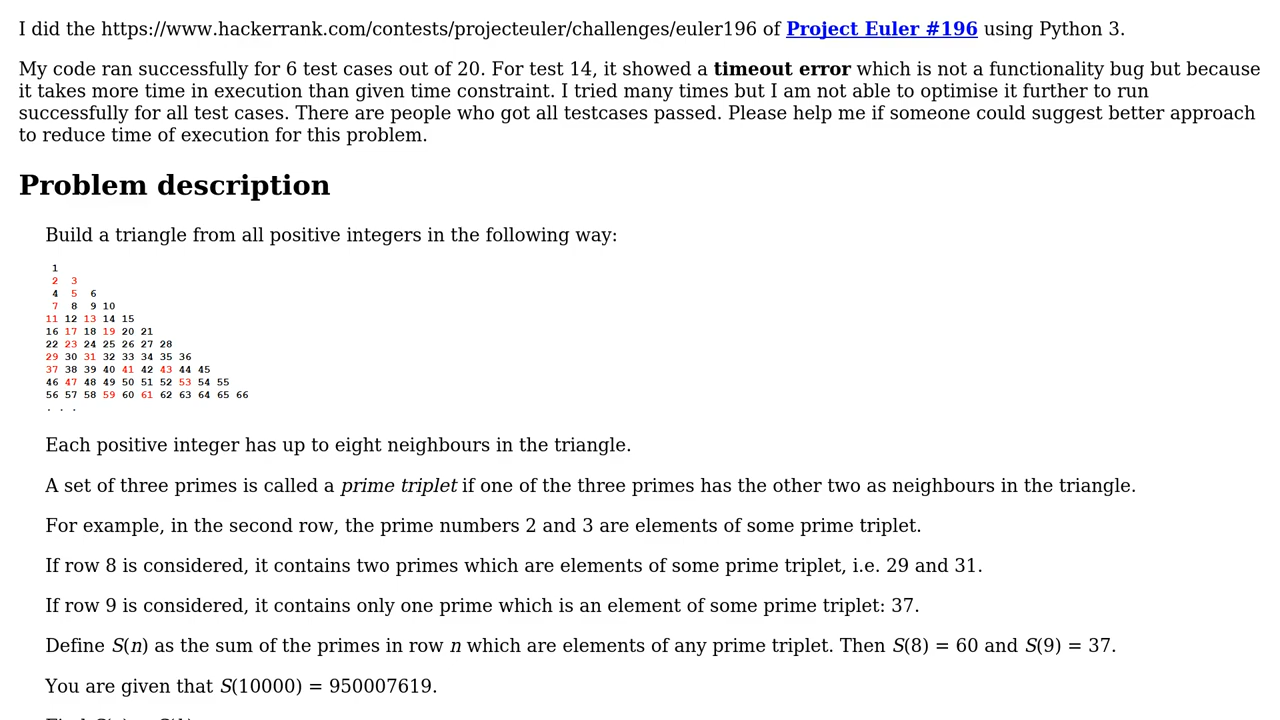 I did the https://www.hackerrank.com/contests/projecteuler/challenges/euler196 of Project Euler #196 using Python 3.
My code ran successfully for 6 test cases out of 20. For test 14, it showed a timeout error which is not a functionality bug but because
it takes more time in execution than given time constraint. I tried many times but I am not able to optimise it further to run
successfully for all test cases. There are people who got all testcases passed. Please help me if someone could suggest better approach
to reduce time of execution for this problem.
Problem description
Build a triangle from all positive integers in the following way:
1
2 3
4 5 6
7 8 9 10
11 12 13 14 15
16 17 18 19 20 21
22 23 24 25 26 27 28
29 30 31 32 33 34 35 36
37 38 39 40 41 42 43 44 45
46 47 48 49 50 51 52 53 54 55
56 57 58 59 60 61 62 63 64 65 66
. . .
Each positive integer has up to eight neighbours in the triangle.
A set of three primes is called a prime triplet if one of the three primes has the other two as neighbours in the triangle.
For example, in the second row, the prime numbers 2 and 3 are elements of some prime triplet.
If row 8 is considered, it contains two primes which are elements of some prime triplet, i.e. 29 and 31.
If row 9 is considered, it contains only one prime which is an element of some prime triplet: 37.
Define S(n) as the sum of the primes in row n which are elements of any prime triplet. Then S(8) = 60 and S(9) = 37.
You are given that S(10000) = 950007619.